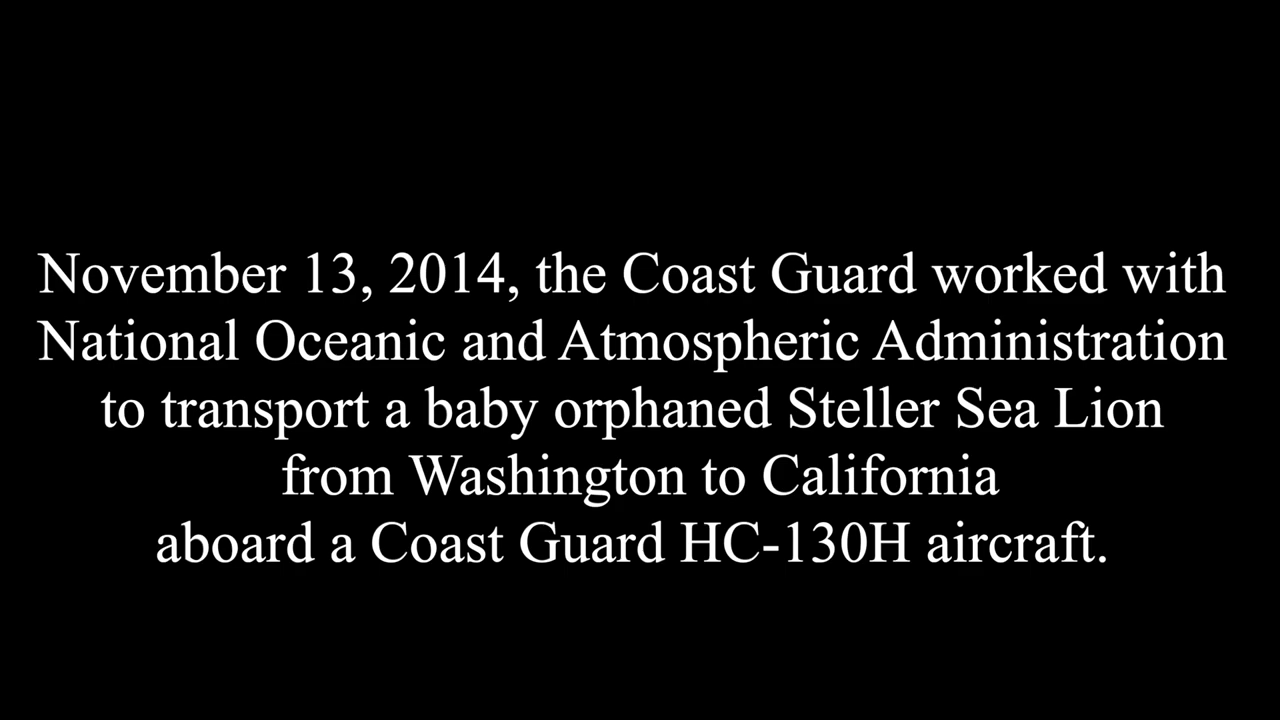 November 13, 2014, the Coast Guard worked with
National Oceanic and Atmospheric Administration
to transport a baby orphaned Steller Sea Lion
from Washington to California
aboard a Coast Guard HC-130H aircraft.